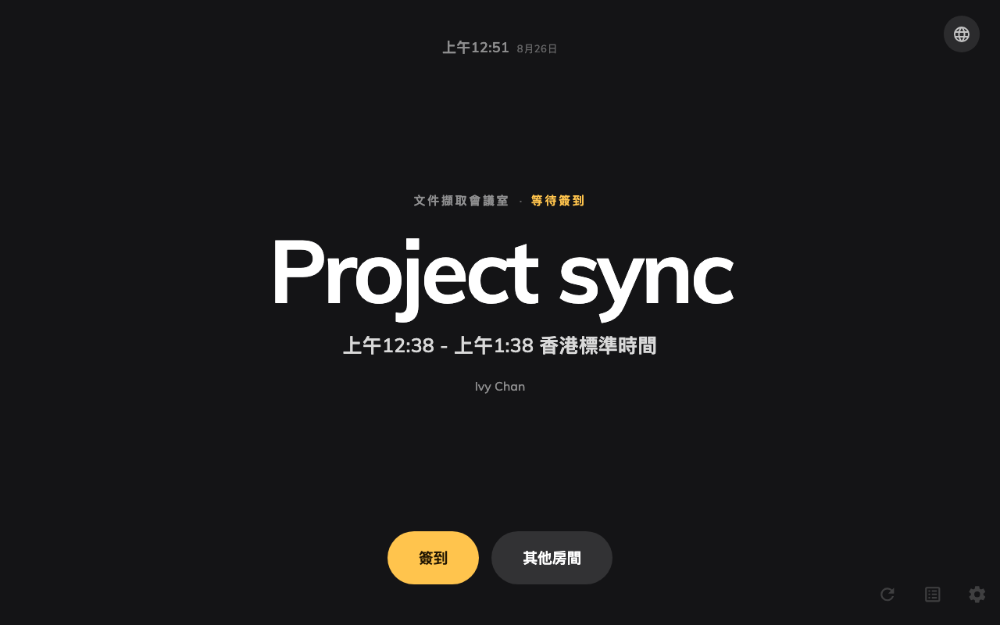 上午12:51 8月26日
文件擷取會議室 · 等待簽到
Project sync
上午12:38 - 上午1:38 香港標準時間
Ivy Chan
簽到 其他房間